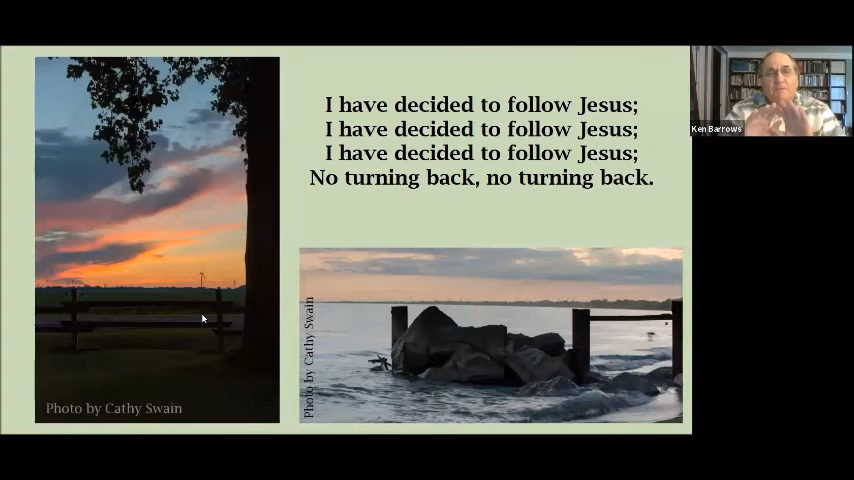 I have decided to follow Jesus;
I have decided to follow Jesus;
I have decided to follow Jesus;
No turning back, no turning back.
Photo by Cathy Swain
Photo by Cathy Swain
Ken Barrows